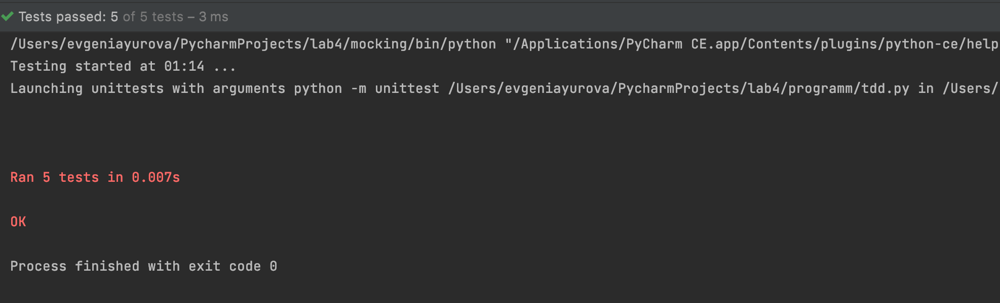 Tests passed: 5 of 5 tests – 3 ms
/Users/evgeniayurova/PycharmProjects/lab4/mocking/bin/python "/Applications/PyCharm CE.app/Contents/plugins/python-ce/help
Testing started at 01:14 ...
Launching unittests with arguments python -m unittest /Users/evgeniayurova/PycharmProjects/lab4/programm/tdd.py in /Users/
Ran 5 tests in 0.007s
OK
Process finished with exit code 0